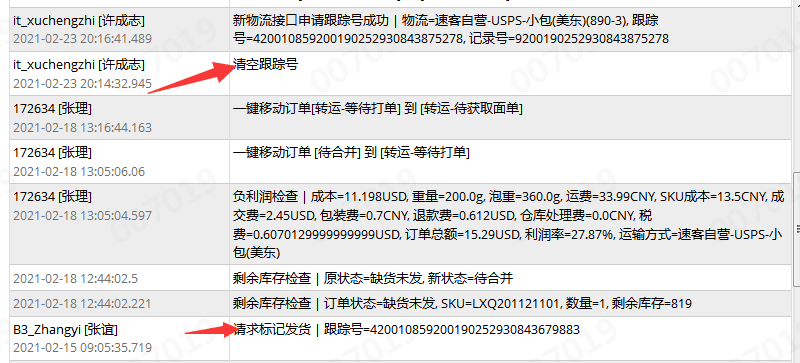 it_xuchengzhi [许成志]
2021-02-23 20:16:41.489
新物流接口申请跟踪号成功 | 物流=速客自营-USPS-小包(美东)(890-3), 跟踪
号=420010859200190252930843875278, 记录号=9200190252930843875278
it_xuchengzhi [许成志]
2021-02-23 20:14:32.945
请空跟踪号
172634 [张理]
2021-02-18 13:16:44.163
一键移动订单[转运-等待打单] 到 [转运-待获取面单]
172634 [张理]
2021-02-18 13:05:06.06
一键移动订单 [待合并] 到 [转运-等待打单]
172634 [张理]
2021-02-18 13:05:04.597
负利润检查 | 成本=11.198USD, 重量=200.0g, 泡重=360.0g, 运费=33.99CNY, SKU成本=13.5CNY, 成
交费=2.45USD, 包装费=0.7CNY, 退款费=0.612USD, 仓库处理费=0.0CNY, 税
费=0.6070129999999999USD, 订单总额=15.29USD, 利润率=27.87%, 运输方式=速客自营-USPS-小
包(美东)
2021-02-18 12:44:02.5
剩余库存检查 | 原状态=缺货未发, 新状态=待合并
2021-02-18 12:44:02.221
剩余库存检查 | 订单状态=缺货未发, SKU=LXQ201121101, 数量=1, 剩余库存=819
B3_Zhangyi [张谊]
2021-02-15 09:05:35.719
请求标记发货 | 跟踪号=420010859200190252930843679883
007019